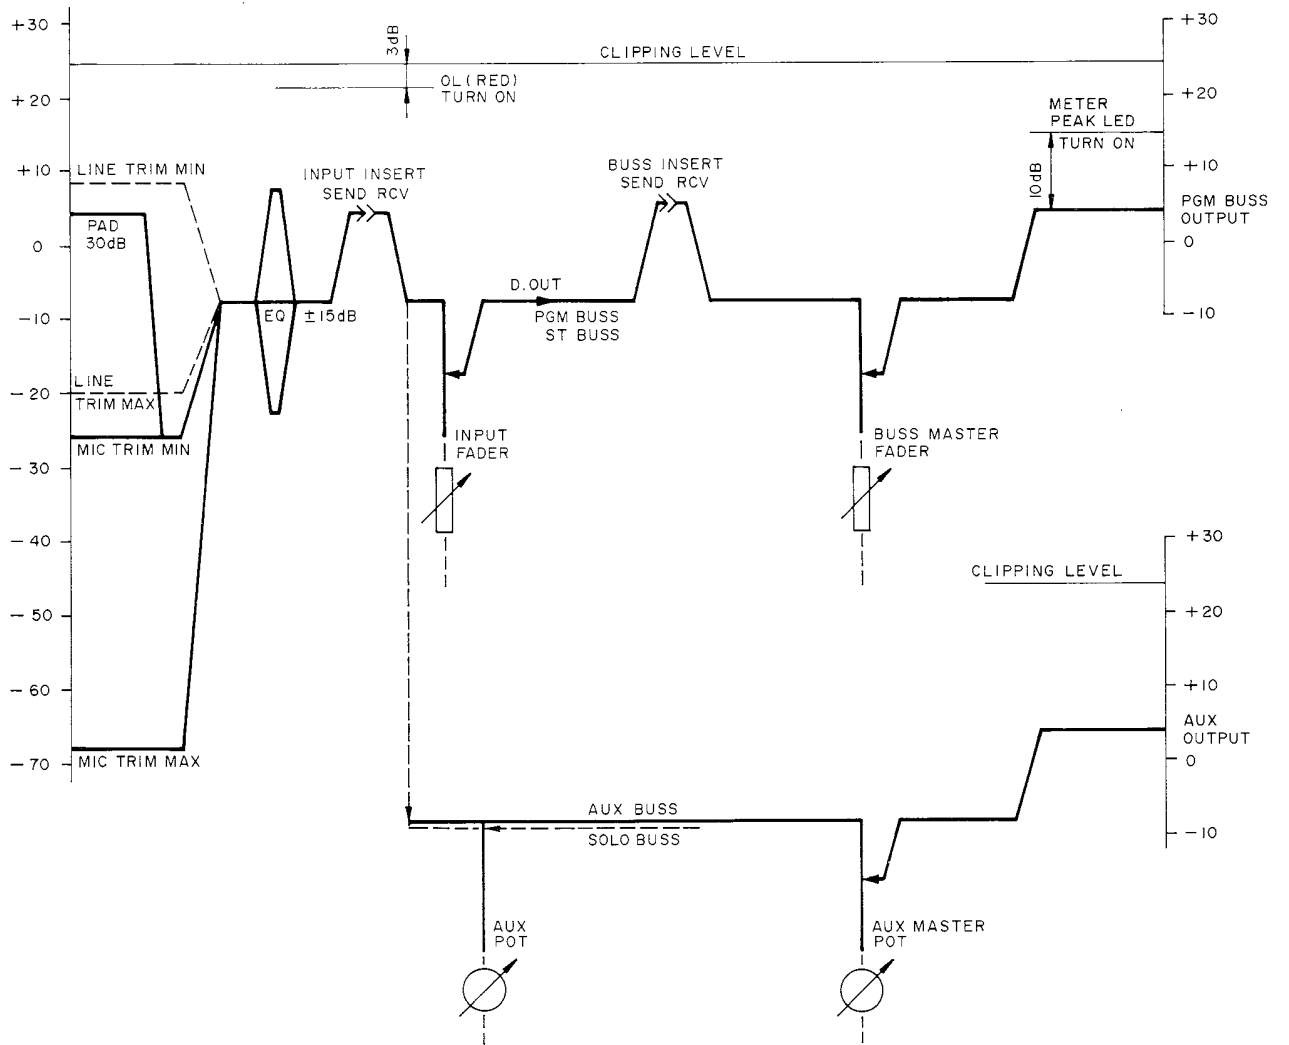 +30
+20
+10
0
−10
−20
−30
−40
−50
−60
−70
3dB
CLIPPING LEVEL
OL (RED)
TURN ON
METER
PEAK LED
TURN ON
10dB
+30
+20
+10
0
−10
PGM BUSS
OUTPUT
LINE TRIM MIN
PAD
30dB
INPUT INSERT
SEND RCV
BUSS INSERT
SEND RCV
EQ ±15dB
D.OUT
PGM BUSS
ST BUSS
LINE
TRIM MAX
MIC TRIM MIN
INPUT
FADER
BUSS MASTER
FADER
MIC TRIM MAX
CLIPPING LEVEL
+30
+20
+10
0
−10
AUX
OUTPUT
AUX BUSS
SOLO BUSS
AUX
POT
AUX MASTER
POT